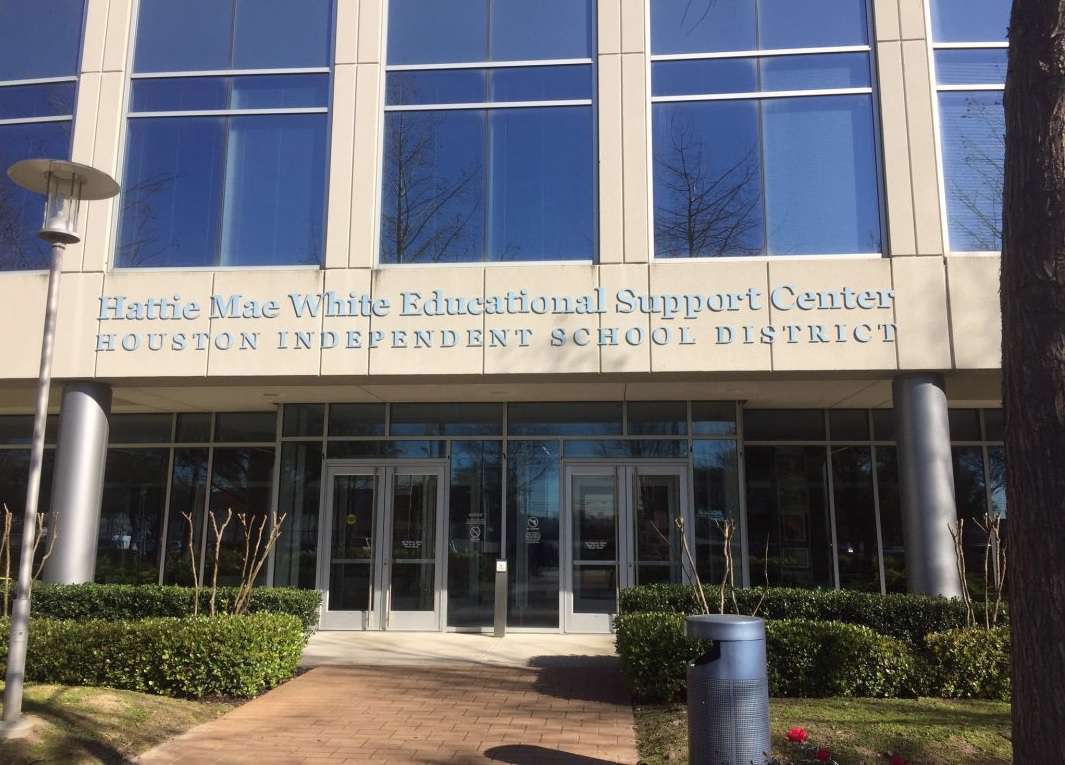 Hattie Mae White Educational Support Center
HOUSTON INDEPENDENT SCHOOL DISTRICT